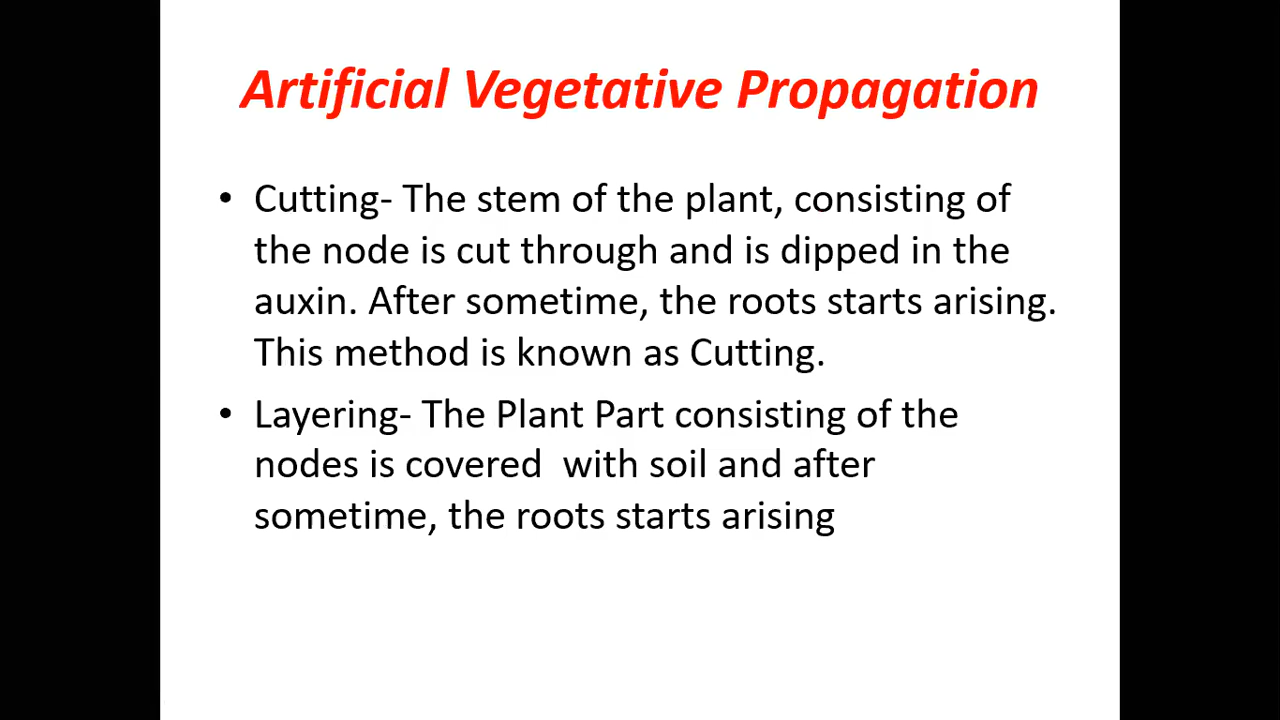 Artificial Vegetative Propagation
• Cutting- The stem of the plant, consisting of
the node is cut through and is dipped in the
auxin. After sometime, the roots starts arising.
This method is known as Cutting.
• Layering- The Plant Part consisting of the
nodes is covered  with soil and after
sometime, the roots starts arising